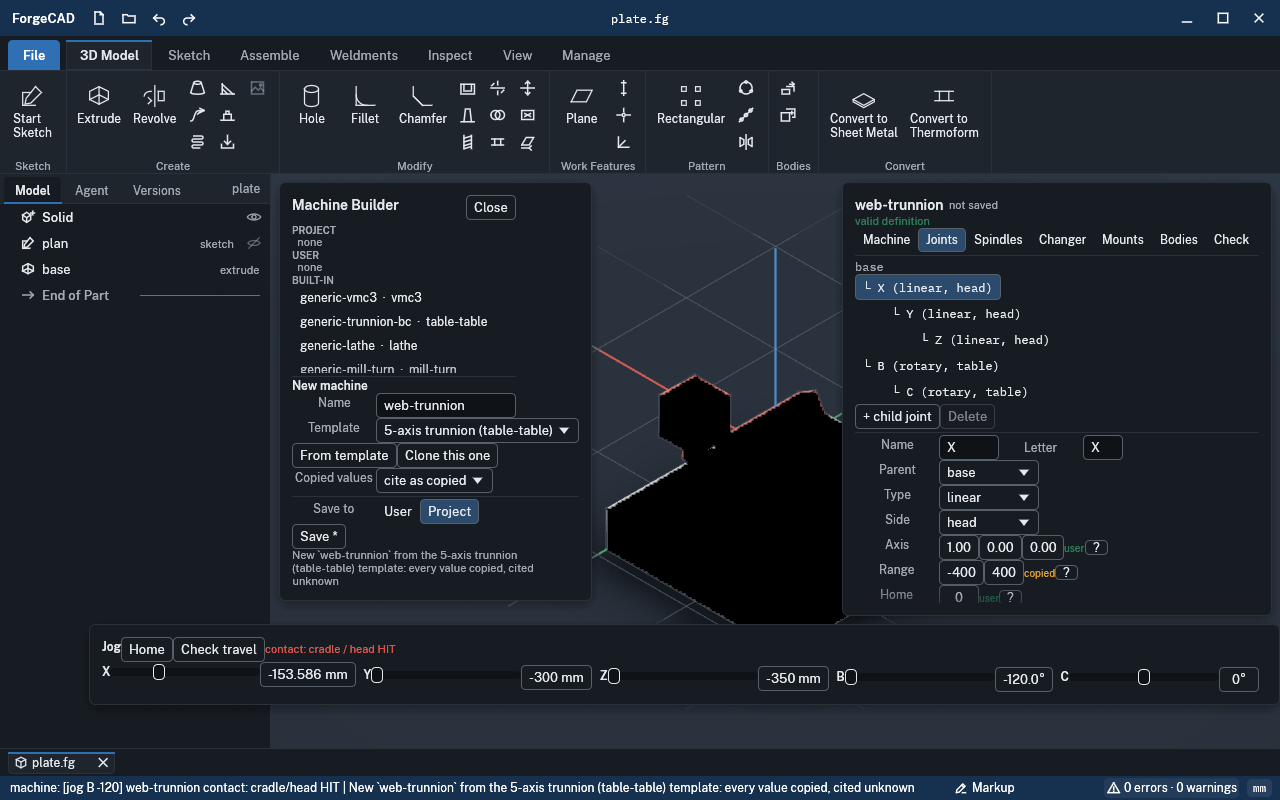 ForgeCAD
plate.fg
File 3D Model Sketch Assemble Weldments Inspect View Manage
Start Sketch
Extrude
Revolve
Hole
Fillet
Chamfer
Plane
Rectangular
Convert to Sheet Metal
Convert to Thermoform
Sketch Create Modify Work Features Pattern Bodies Convert
Model Agent Versions plate
Solid
plan sketch
base extrude
End of Part
Machine Builder Close
PROJECT
none
USER
none
BUILT-IN
generic-vmc3 · vmc3
generic-trunnion-bc · table-table
generic-lathe · lathe
generic-mill-turn · mill-turn
New machine
Name web-trunnion
Template 5-axis trunnion (table-table)
From template Clone this one
Copied values cite as copied
Save to User Project
Save *
New `web-trunnion` from the 5-axis trunnion
(table-table) template: every value copied, cited
unknown
web-trunnion not saved
valid definition
Machine Joints Spindles Changer Mounts Bodies Check
base
└ X (linear, head)
└ Y (linear, head)
└ Z (linear, head)
└ B (rotary, table)
└ C (rotary, table)
+ child joint Delete
Name X Letter X
Parent base
Type linear
Side head
Axis 1.00 0.00 0.00 user ?
Range -400 400 copied ?
Home 0 user ?
Jog Home Check travel contact: cradle / head HIT
X -153.586 mm Y -300 mm Z -350 mm B -120.0° C 0°
plate.fg
machine: [jog B -120] web-trunnion contact: cradle/head HIT | New `web-trunnion` from the 5-axis trunnion (table-table) template: every value copied, cited unknown Markup 0 errors · 0 warnings mm